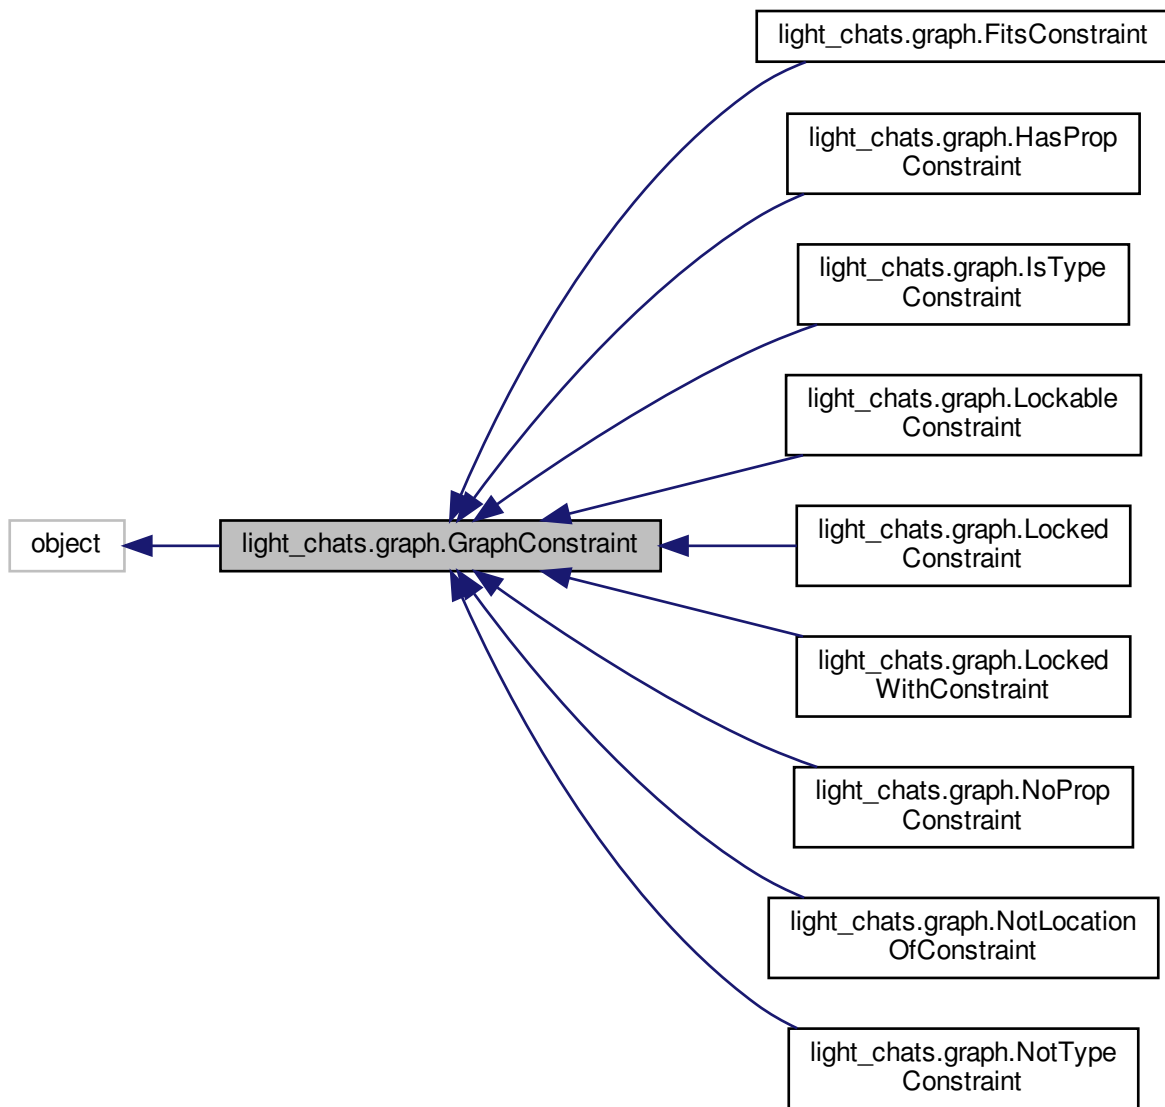 light_chats.graph.FitsConstraint
light_chats.graph.HasProp
Constraint
light_chats.graph.IsType
Constraint
light_chats.graph.Lockable
Constraint
object
light_chats.graph.GraphConstraint
light_chats.graph.Locked
Constraint
light_chats.graph.Locked
WithConstraint
light_chats.graph.NoProp
Constraint
light_chats.graph.NotLocation
OfConstraint
light_chats.graph.NotType
Constraint